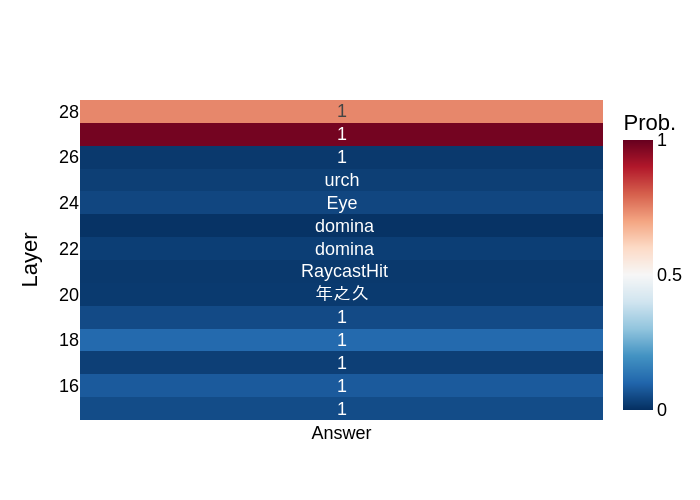 Prob.
28 1 1
1
26 1
urch
24 Eye
domina
22 domina
RaycastHit
20 年之久
1
18 1
1
16 1
1
0.5
0
Layer
Answer